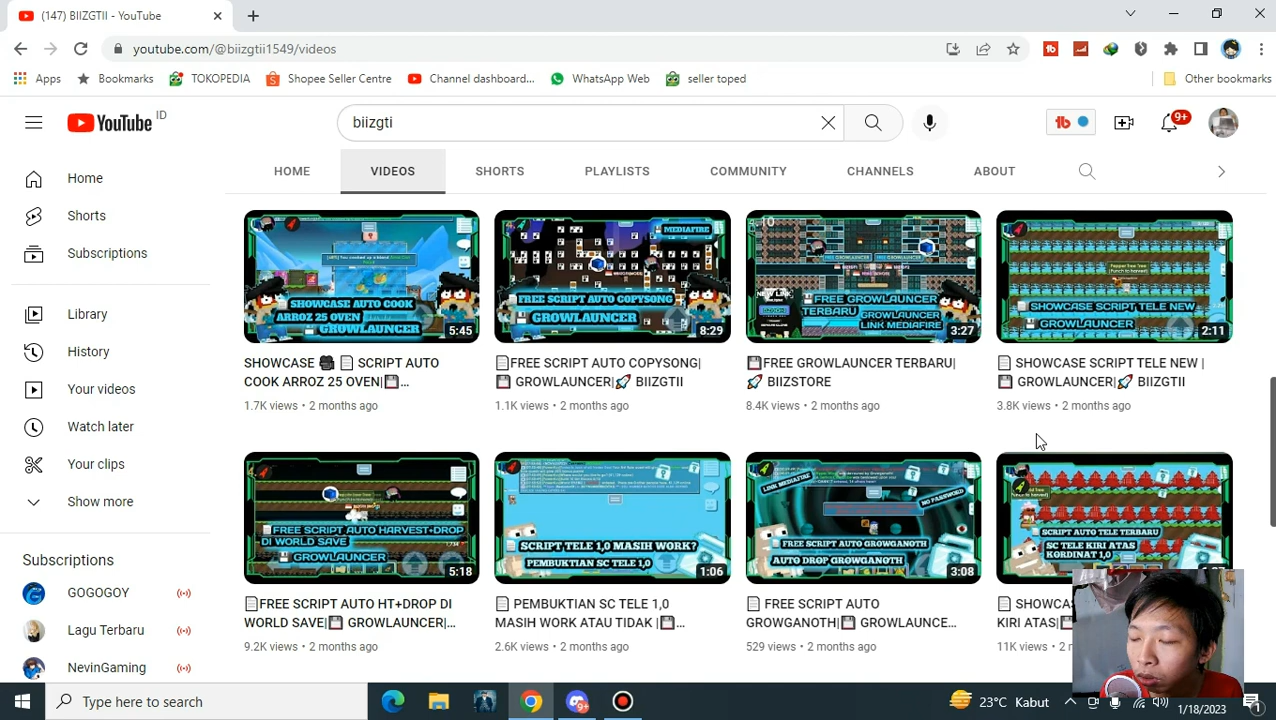 (147) BIIZGTII - YouTube
youtube.com/@biizgtii1549/videos
Apps
Bookmarks
TOKOPEDIA
Shopee Seller Centre
Channel dashboard...
WhatsApp Web
seller toped
Other bookmarks
YouTube ID
biizgti
9+
HOME
VIDEOS
SHORTS
PLAYLISTS
COMMUNITY
CHANNELS
ABOUT
Home
Shorts
Subscriptions
Library
History
Your videos
Watch later
Your clips
Show more
Subscriptions
GOGOGOY
Lagu Terbaru
NevinGaming
SHOWCASE AUTO COOK
ARROZ 25 OVEN
GROWLAUNCER
5:45
SHOWCASE 🎥 📃 SCRIPT AUTO
COOK ARROZ 25 OVEN|💾...
1.7K views • 2 months ago
MEDIAFIRE
FREE SCRIPT AUTO COPYSONG
GROWLAUNCER
8:29
📃FREE SCRIPT AUTO COPYSONG|
💾 GROWLAUNCER|🚀 BIIZGTII
1.1K views • 2 months ago
FREE GROWLAUNCER
TERBARU
GROWLAUNCER
LINK MEDIAFIRE
3:27
💾FREE GROWLAUNCER TERBARU|
🚀 BIIZSTORE
8.4K views • 2 months ago
SHOWCASE SCRIPT TELE NEW
GROWLAUNCER
2:11
📃 SHOWCASE SCRIPT TELE NEW |
💾 GROWLAUNCER|🚀 BIIZGTII
3.8K views • 2 months ago
FREE SCRIPT AUTO HARVEST+DROP
DI WORLD SAVE
GROWLAUNCER
5:18
📃FREE SCRIPT AUTO HT+DROP DI
WORLD SAVE|💾 GROWLAUNCER|...
9.2K views • 2 months ago
SCRIPT TELE 1,0 MASIH WORK?
PEMBUKTIAN SC TELE 1,0
1:06
📃 PEMBUKTIAN SC TELE 1,0
MASIH WORK ATAU TIDAK |💾...
2.6K views • 2 months ago
LINK MEDIAFIRE
NO PASSWORD
FREE SCRIPT AUTO GROWGANOTH
AUTO DROP GROWGANOTH
3:08
📃 FREE SCRIPT AUTO
GROWGANOTH|💾 GROWLAUNCE...
529 views • 2 months ago
SCRIPT AUTO TELE TERBARU
SC TELE KIRI ATAS
KORDINAT 1,0
📃 SHOWC
KIRI ATAS|💾
11K views • 2
Type here to search
23°C Kabut
1/18/2023